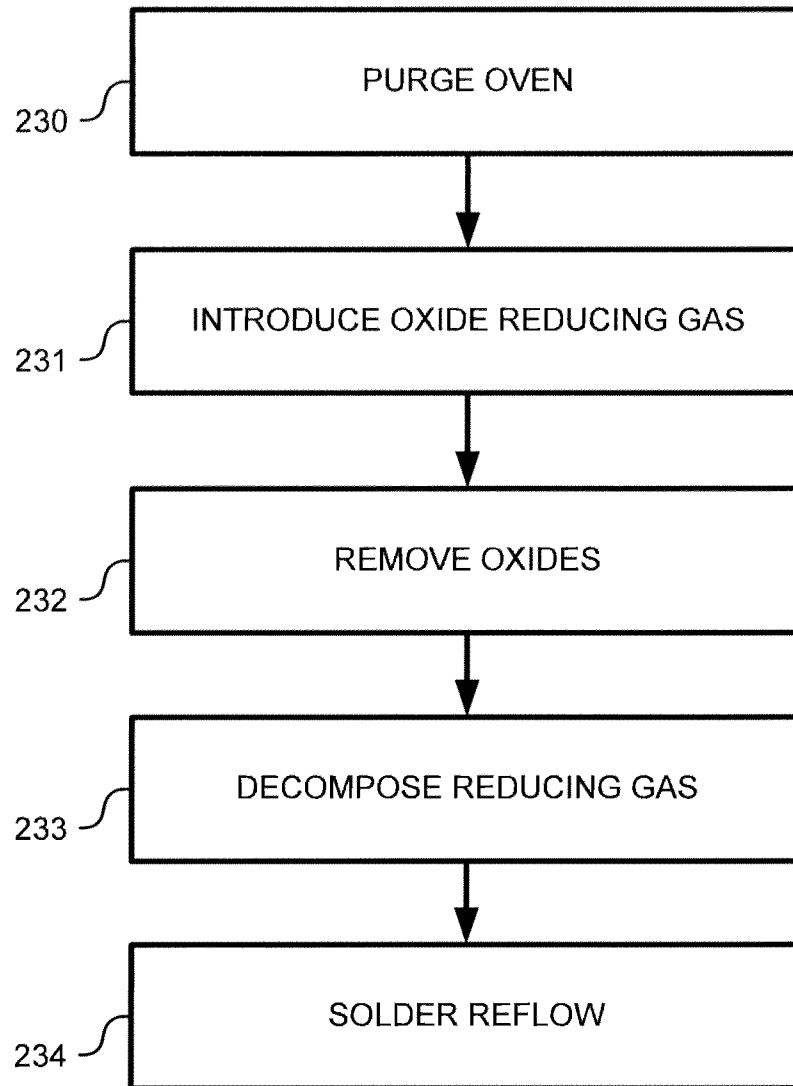 PURGE OVEN
230
INTRODUCE OXIDE REDUCING GAS
231
REMOVE OXIDES
232
DECOMPOSE REDUCING GAS
233
SOLDER REFLOW
234